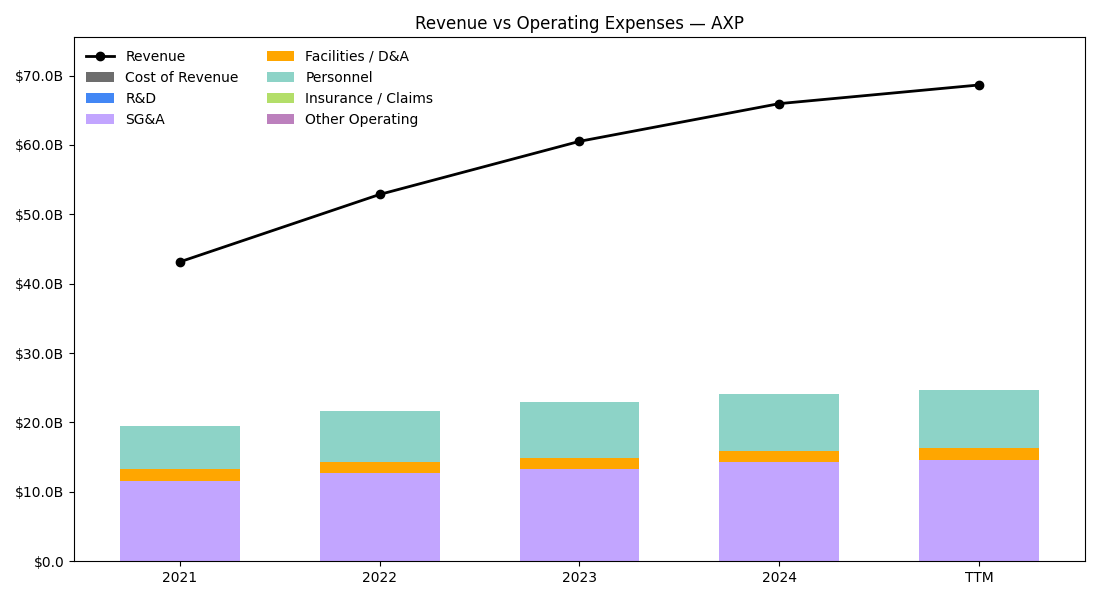 Revenue vs Operating Expenses — AXP
Revenue
Cost of Revenue
R&D
SG&A
Facilities / D&A
Personnel
Insurance / Claims
Other Operating
$70.0B
$60.0B
$50.0B
$40.0B
$30.0B
$20.0B
$10.0B
$0.0
2021
2022
2023
2024
TTM